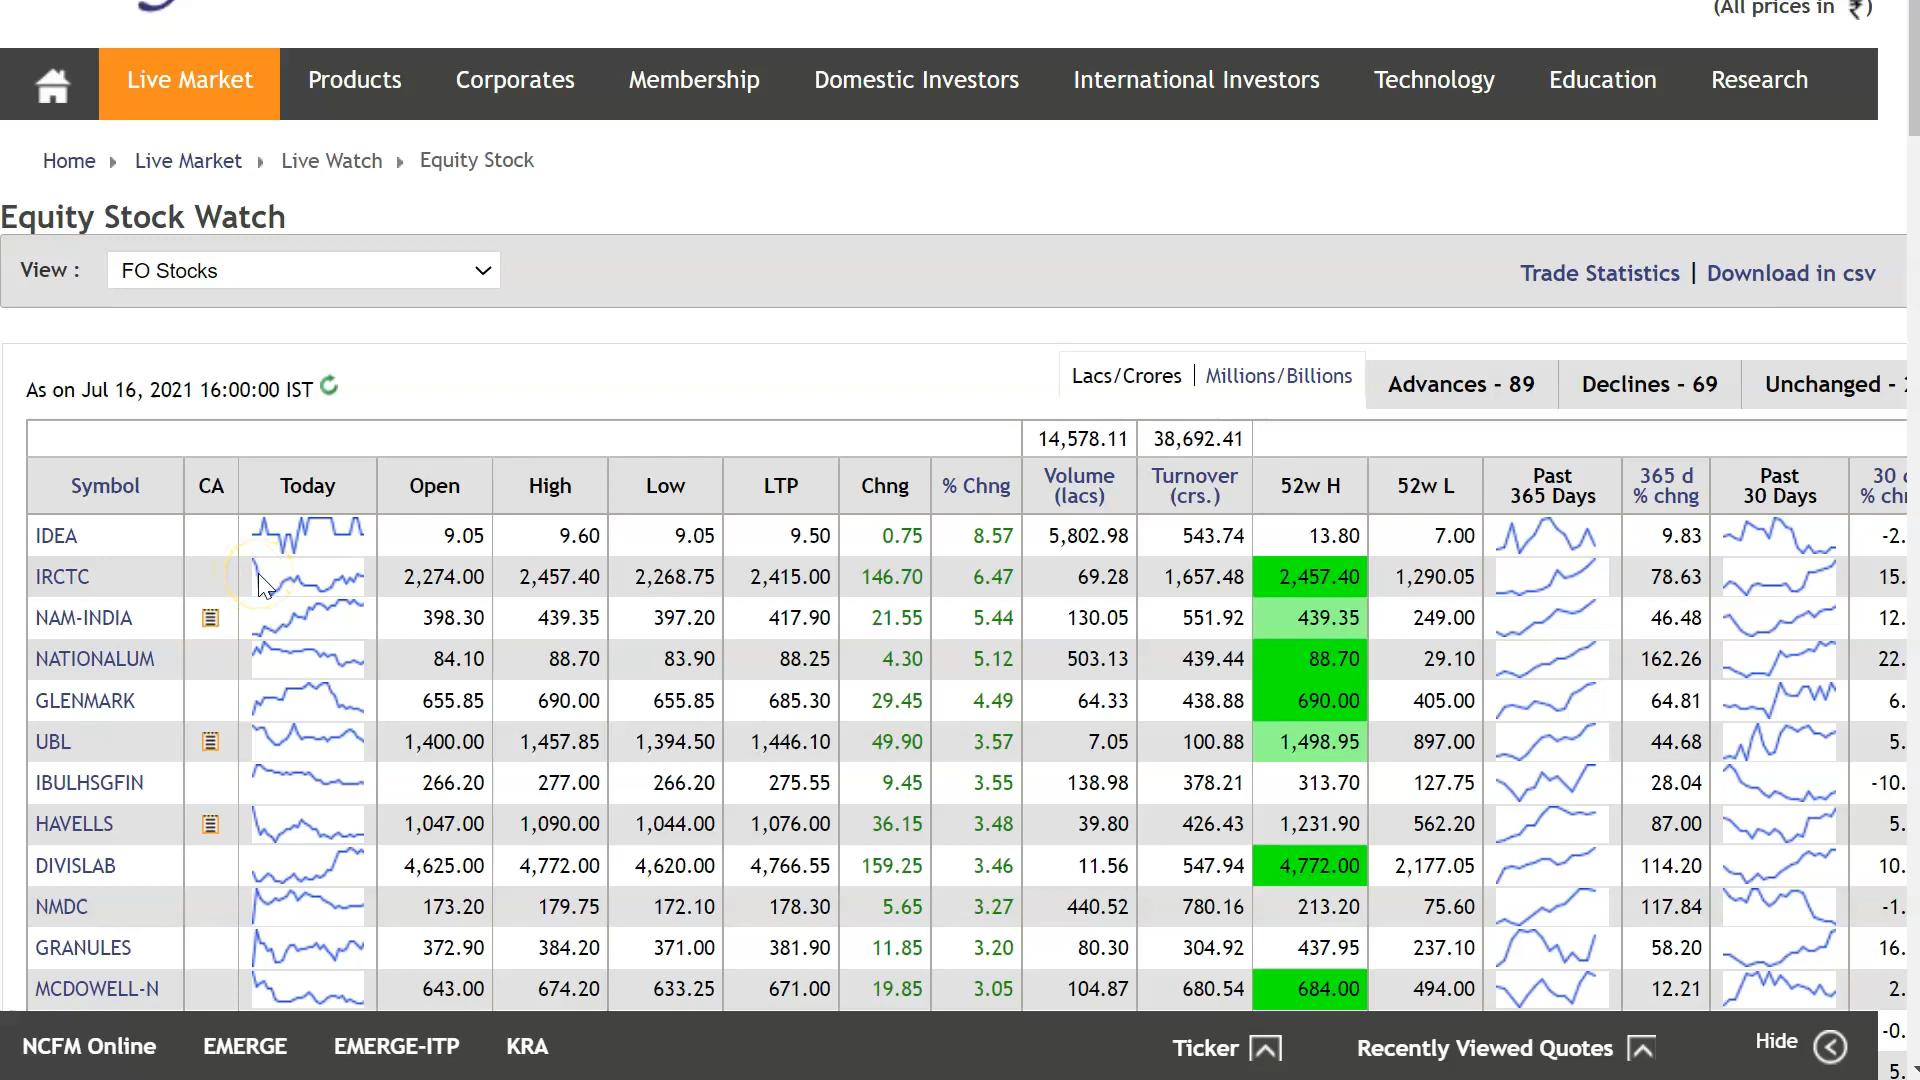 (All prices in ₹)
Live Market Products Corporates Membership Domestic Investors International Investors Technology Education Research
Home Live Market Live Watch Equity Stock
Equity Stock Watch
View : FO Stocks Trade Statistics | Download in csv
As on Jul 16, 2021 16:00:00 IST Lacs/Crores | Millions/Billions Advances - 89 Declines - 69 Unchanged -
14,578.11 38,692.41
Symbol CA Today Open High Low LTP Chng % Chng Volume (lacs) Turnover (crs.) 52w H 52w L Past 365 Days 365 d % chng Past 30 Days 30 % ch
IDEA 9.05 9.60 9.05 9.50 0.75 8.57 5,802.98 543.74 13.80 7.00 9.83 -2.
IRCTC 2,274.00 2,457.40 2,268.75 2,415.00 146.70 6.47 69.28 1,657.48 2,457.40 1,290.05 78.63 15.
NAM-INDIA 398.30 439.35 397.20 417.90 21.55 5.44 130.05 551.92 439.35 249.00 46.48 12.
NATIONALUM 84.10 88.70 83.90 88.25 4.30 5.12 503.13 439.44 88.70 29.10 162.26 22.
GLENMARK 655.85 690.00 655.85 685.30 29.45 4.49 64.33 438.88 690.00 405.00 64.81 6.
UBL 1,400.00 1,457.85 1,394.50 1,446.10 49.90 3.57 7.05 100.88 1,498.95 897.00 44.68 5.
IBULHSGFIN 266.20 277.00 266.20 275.55 9.45 3.55 138.98 378.21 313.70 127.75 28.04 -10.
HAVELLS 1,047.00 1,090.00 1,044.00 1,076.00 36.15 3.48 39.80 426.43 1,231.90 562.20 87.00 5.
DIVISLAB 4,625.00 4,772.00 4,620.00 4,766.55 159.25 3.46 11.56 547.94 4,772.00 2,177.05 114.20 10.
NMDC 173.20 179.75 172.10 178.30 5.65 3.27 440.52 780.16 213.20 75.60 117.84 -1.
GRANULES 372.90 384.20 371.00 381.90 11.85 3.20 80.30 304.92 437.95 237.10 58.20 16.
MCDOWELL-N 643.00 674.20 633.25 671.00 19.85 3.05 104.87 680.54 684.00 494.00 12.21 2.
-0.
5.
NCFM Online EMERGE EMERGE-ITP KRA Ticker Recently Viewed Quotes Hide